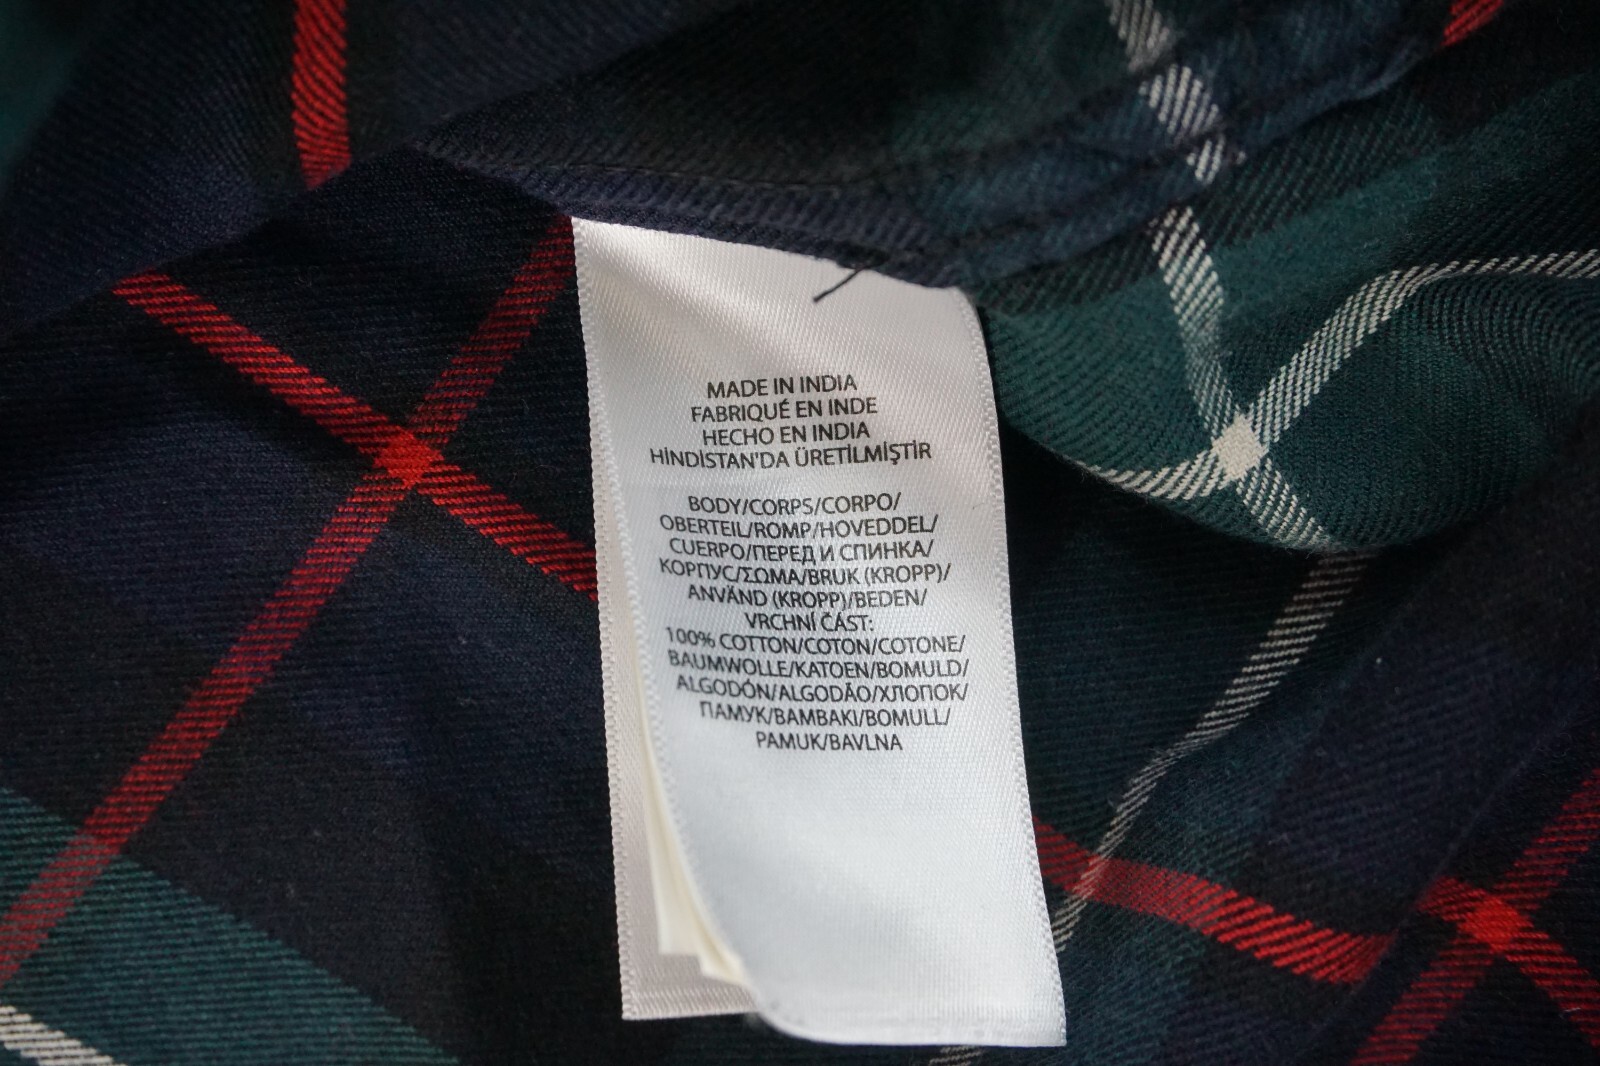 MADE IN INDIA
FABRIQUÉ EN INDE
HECHO EN INDIA
HİNDİSTAN'DA ÜRETİLMİŞTİR
BODY/CORPS/CORPO/
OBERTEIL/ROMP/HOVEDDEL/
CUERPO/ПЕРЕД И СПИНКА/
КОРПУС/ΣΩΜΑ/BRUK (KROPP)/
ANVÄND (KROPP)/BEDEN/
VRCHNÍ ČÁST:
100% COTTON/COTON/COTONE/
BAUMWOLLE/KATOEN/BOMULD/
ALGODÓN/ALGODÃO/ХЛОПОК/
ПАМУК/ΒΑΜΒΑΚΙ/BOMULL/
PAMUK/BAVLNA